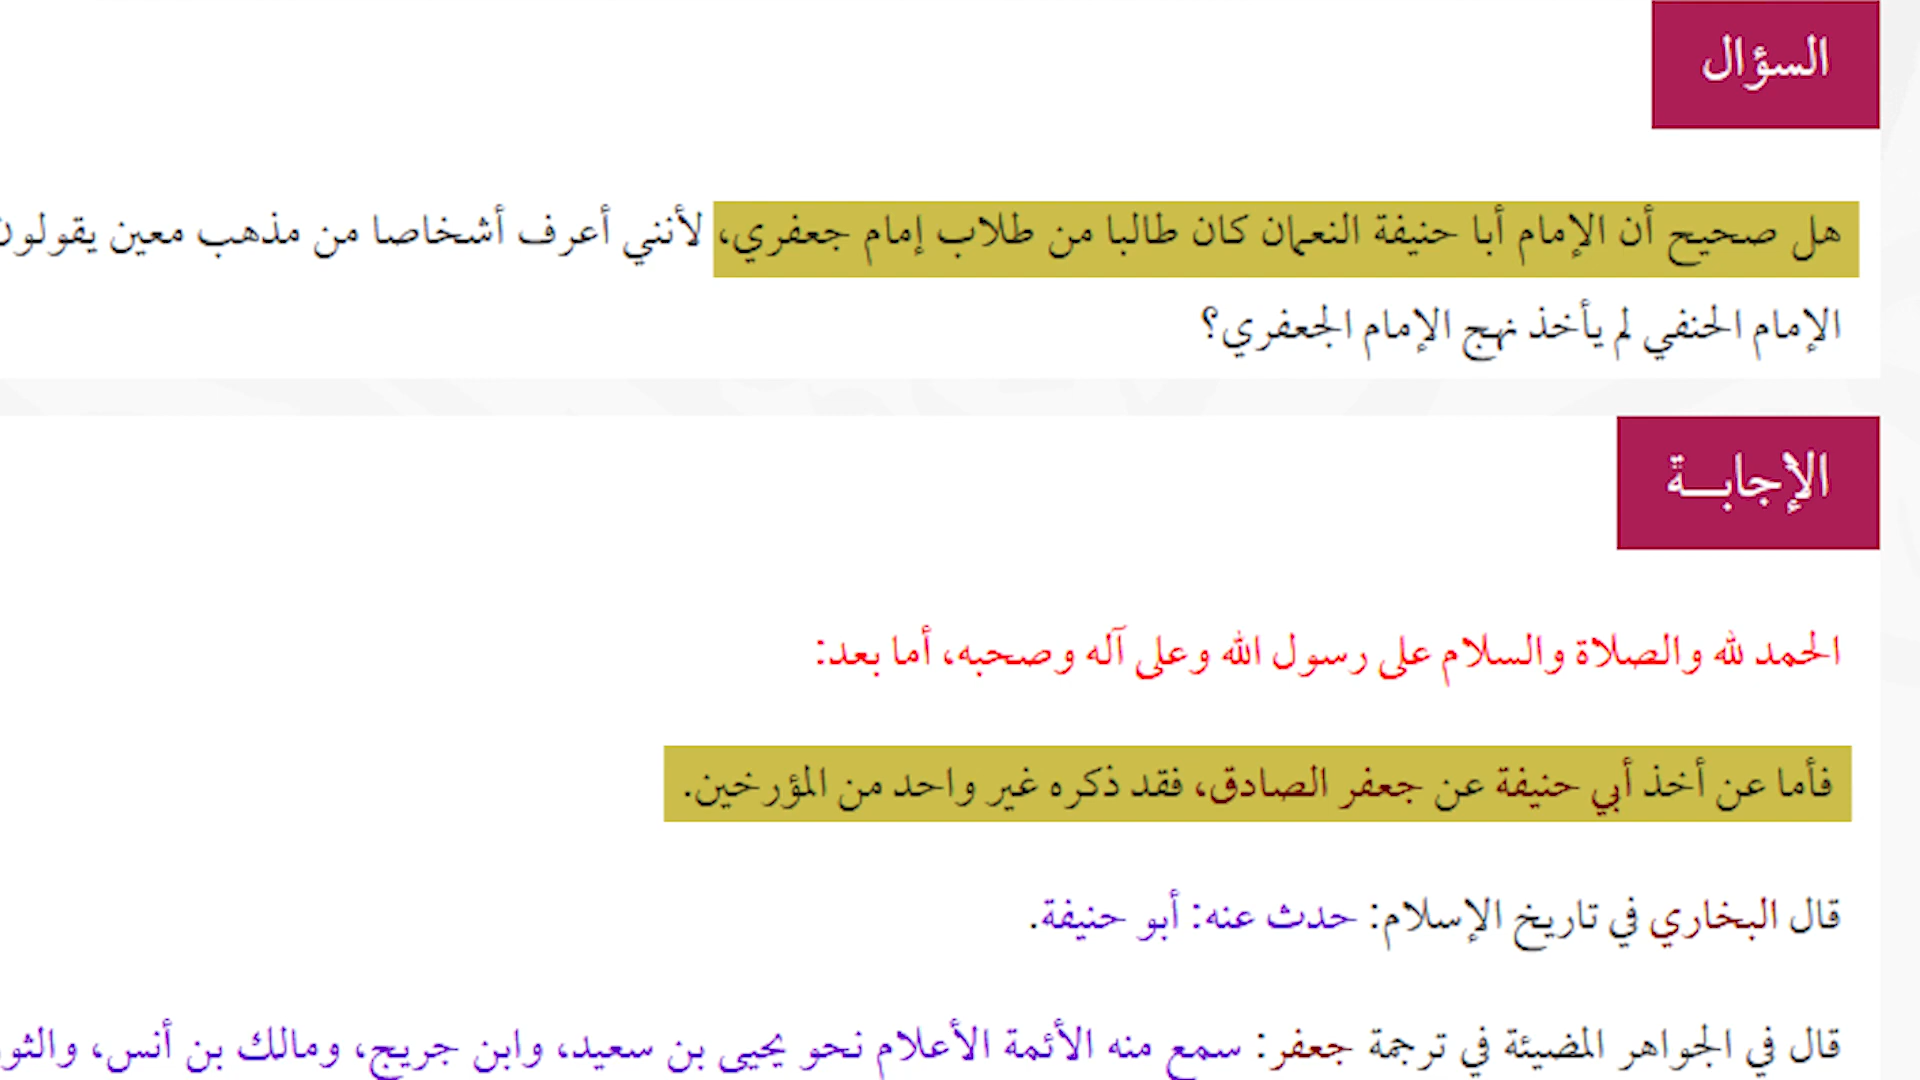 السؤال
هل صحيح أن الإمام أبا حنيفة النعمان كان طالبا من طلاب إمام جعفري، لأنني أعرف أشخاصا من مذهب معين يقولون
الإمام الحنفي لم يأخذ نهج الإمام الجعفري؟
الإجابــة
الحمد لله والصلاة والسلام على رسول الله وعلى آله وصحبه، أما بعد:
فأما عن أخذ أبي حنيفة عن جعفر الصادق، فقد ذكره غير واحد من المؤرخين.
قال البخاري في تاريخ الإسلام: حدث عنه: أبو حنيفة.
قال في الجواهر المضيئة في ترجمة جعفر: سمع منه الأئمة الأعلام نحو يحيى بن سعيد، وابن جريج، ومالك بن أنس،